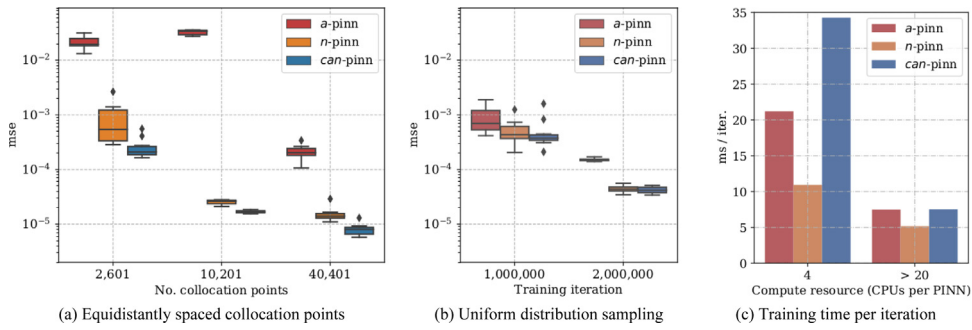 a-pinn
n-pinn
can-pinn
10⁻²
10⁻³
10⁻⁴
10⁻⁵
mse
2,601
10,201
40,401
No. collocation points
(a) Equidistantly spaced collocation points
a-pinn
n-pinn
can-pinn
10⁻²
10⁻³
10⁻⁴
10⁻⁵
mse
1,000,000
2,000,000
Training iteration
(b) Uniform distribution sampling
a-pinn
n-pinn
can-pinn
35
30
25
20
15
10
5
0
ms / iter.
4
> 20
Compute resource (CPUs per PINN)
(c) Training time per iteration